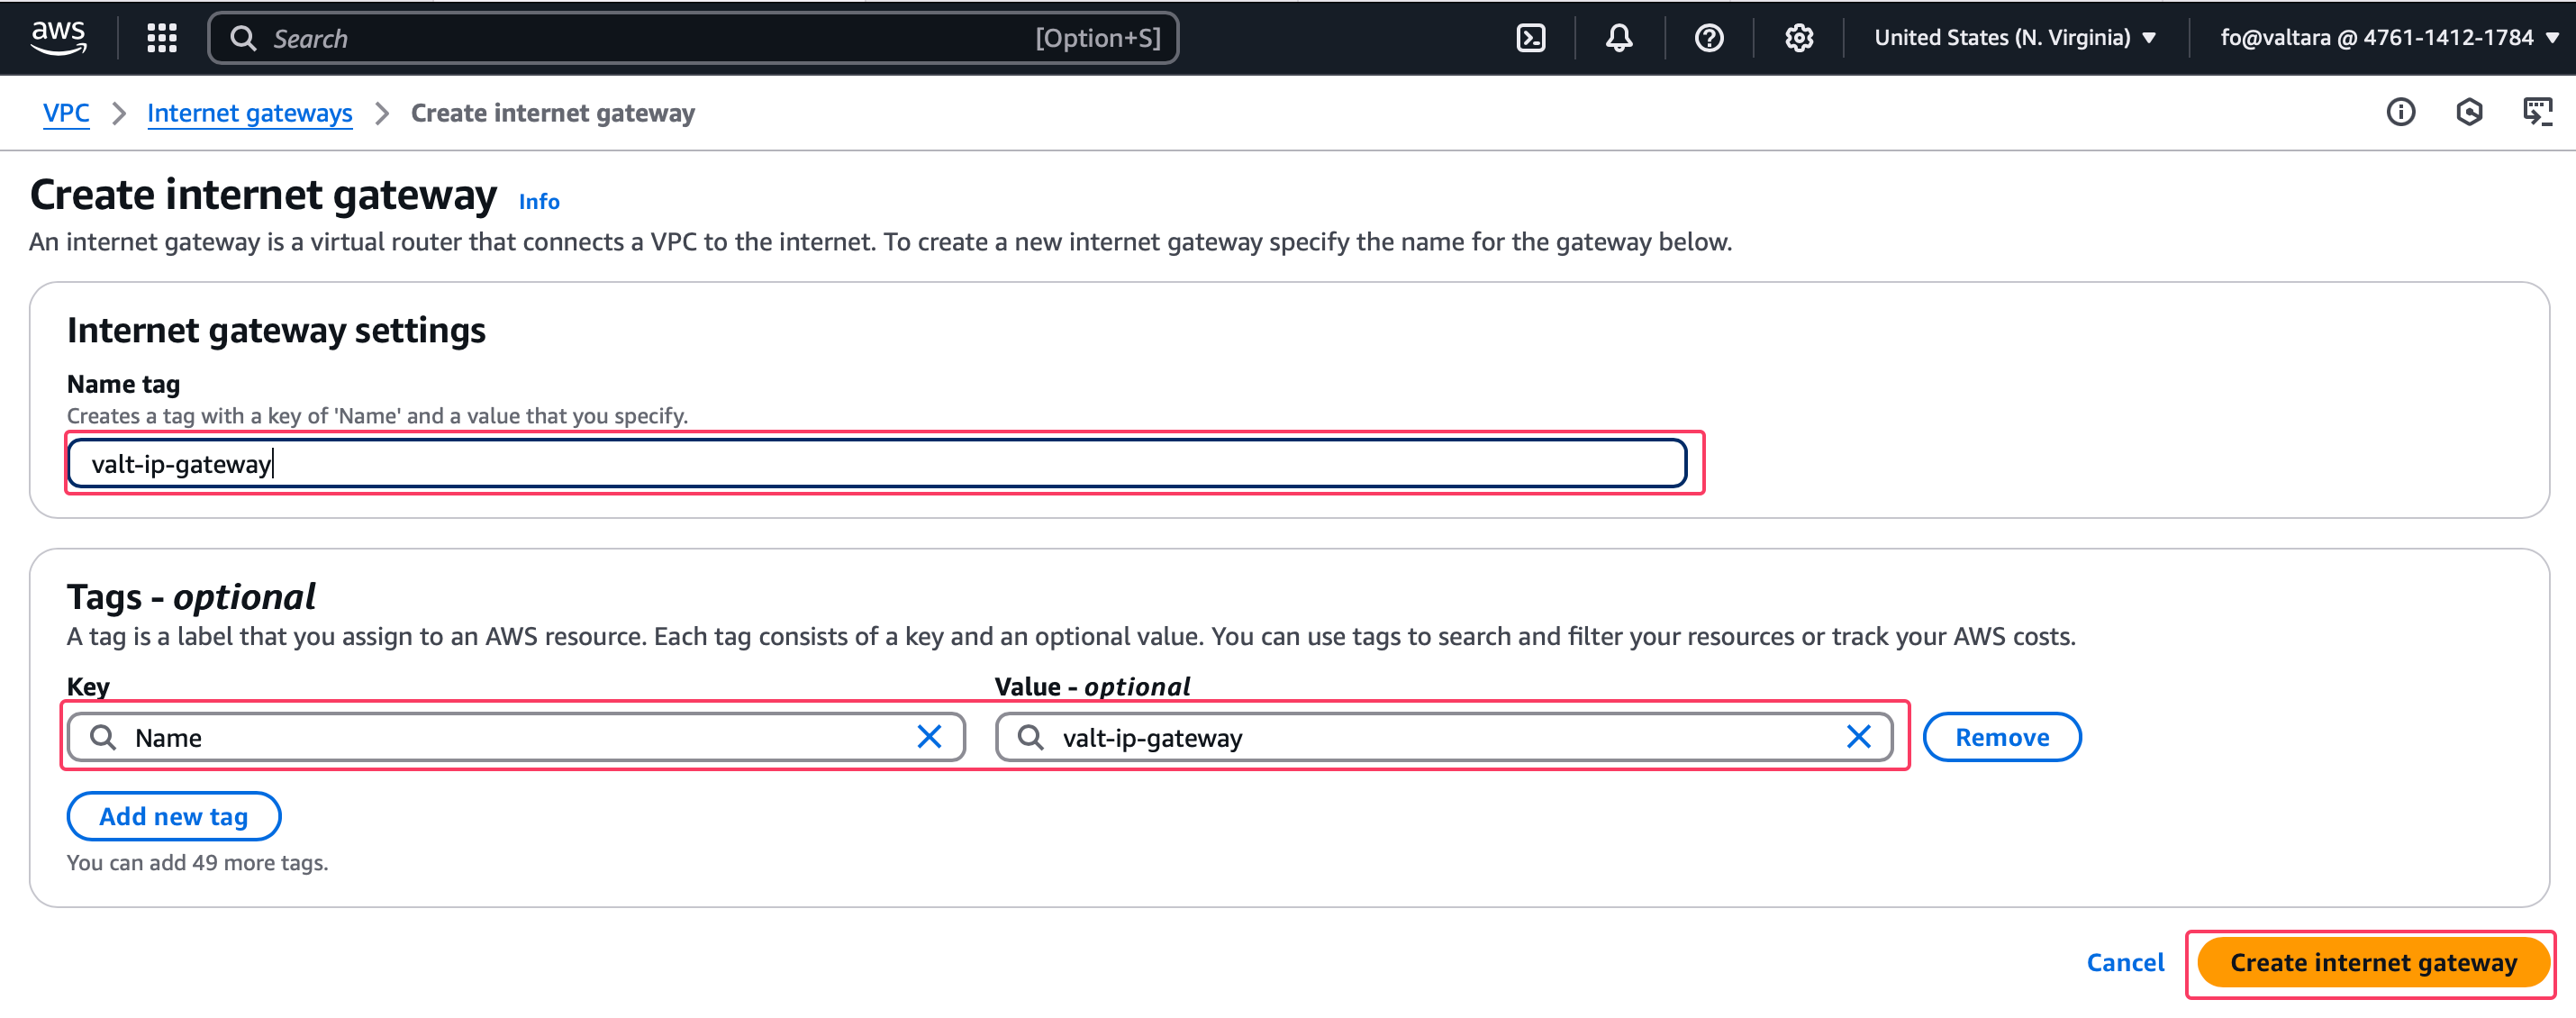 aws Search [Option+S] United States (N. Virginia) fo@valtara @ 4761-1412-1784
VPC Internet gateways Create internet gateway
Create internet gateway Info
An internet gateway is a virtual router that connects a VPC to the internet. To create a new internet gateway specify the name for the gateway below.
Internet gateway settings
Name tag
Creates a tag with a key of 'Name' and a value that you specify.
valt-ip-gateway
Tags - optional
A tag is a label that you assign to an AWS resource. Each tag consists of a key and an optional value. You can use tags to search and filter your resources or track your AWS costs.
Key Value - optional
Name valt-ip-gateway Remove
Add new tag
You can add 49 more tags.
Cancel Create internet gateway